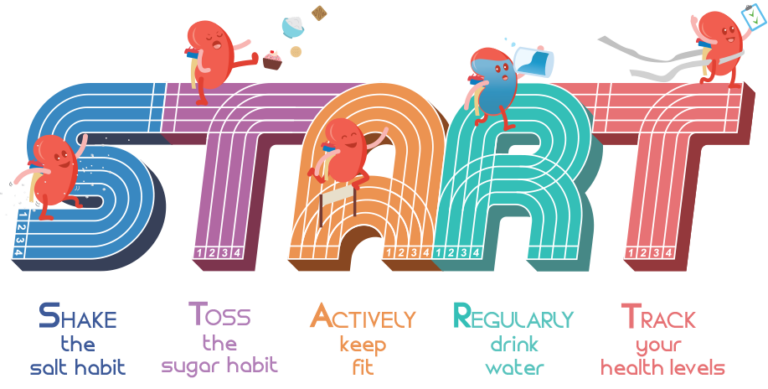 START
1 2 3 4
1 2 3 4
1 2 3 4
1 2 3 4
1 2 3 4
SHAKE
the
salt habit
TOSS
the
sugar habit
ACTIVELY
keep
fit
REGULARLY
drink
water
TRACK
your
health levels